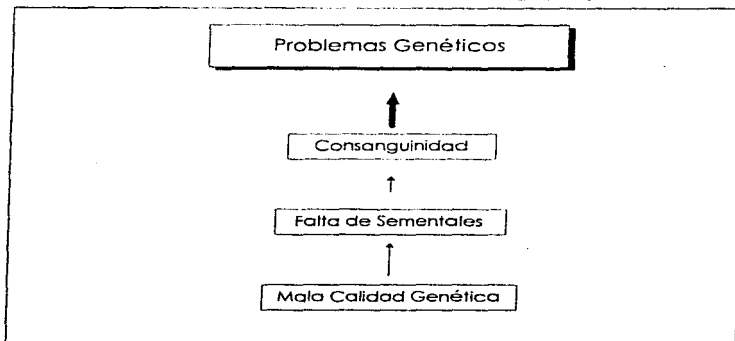 Problemas Genéticos
Consanguinidad
Falta de Sementales
Mala Calidad Genética